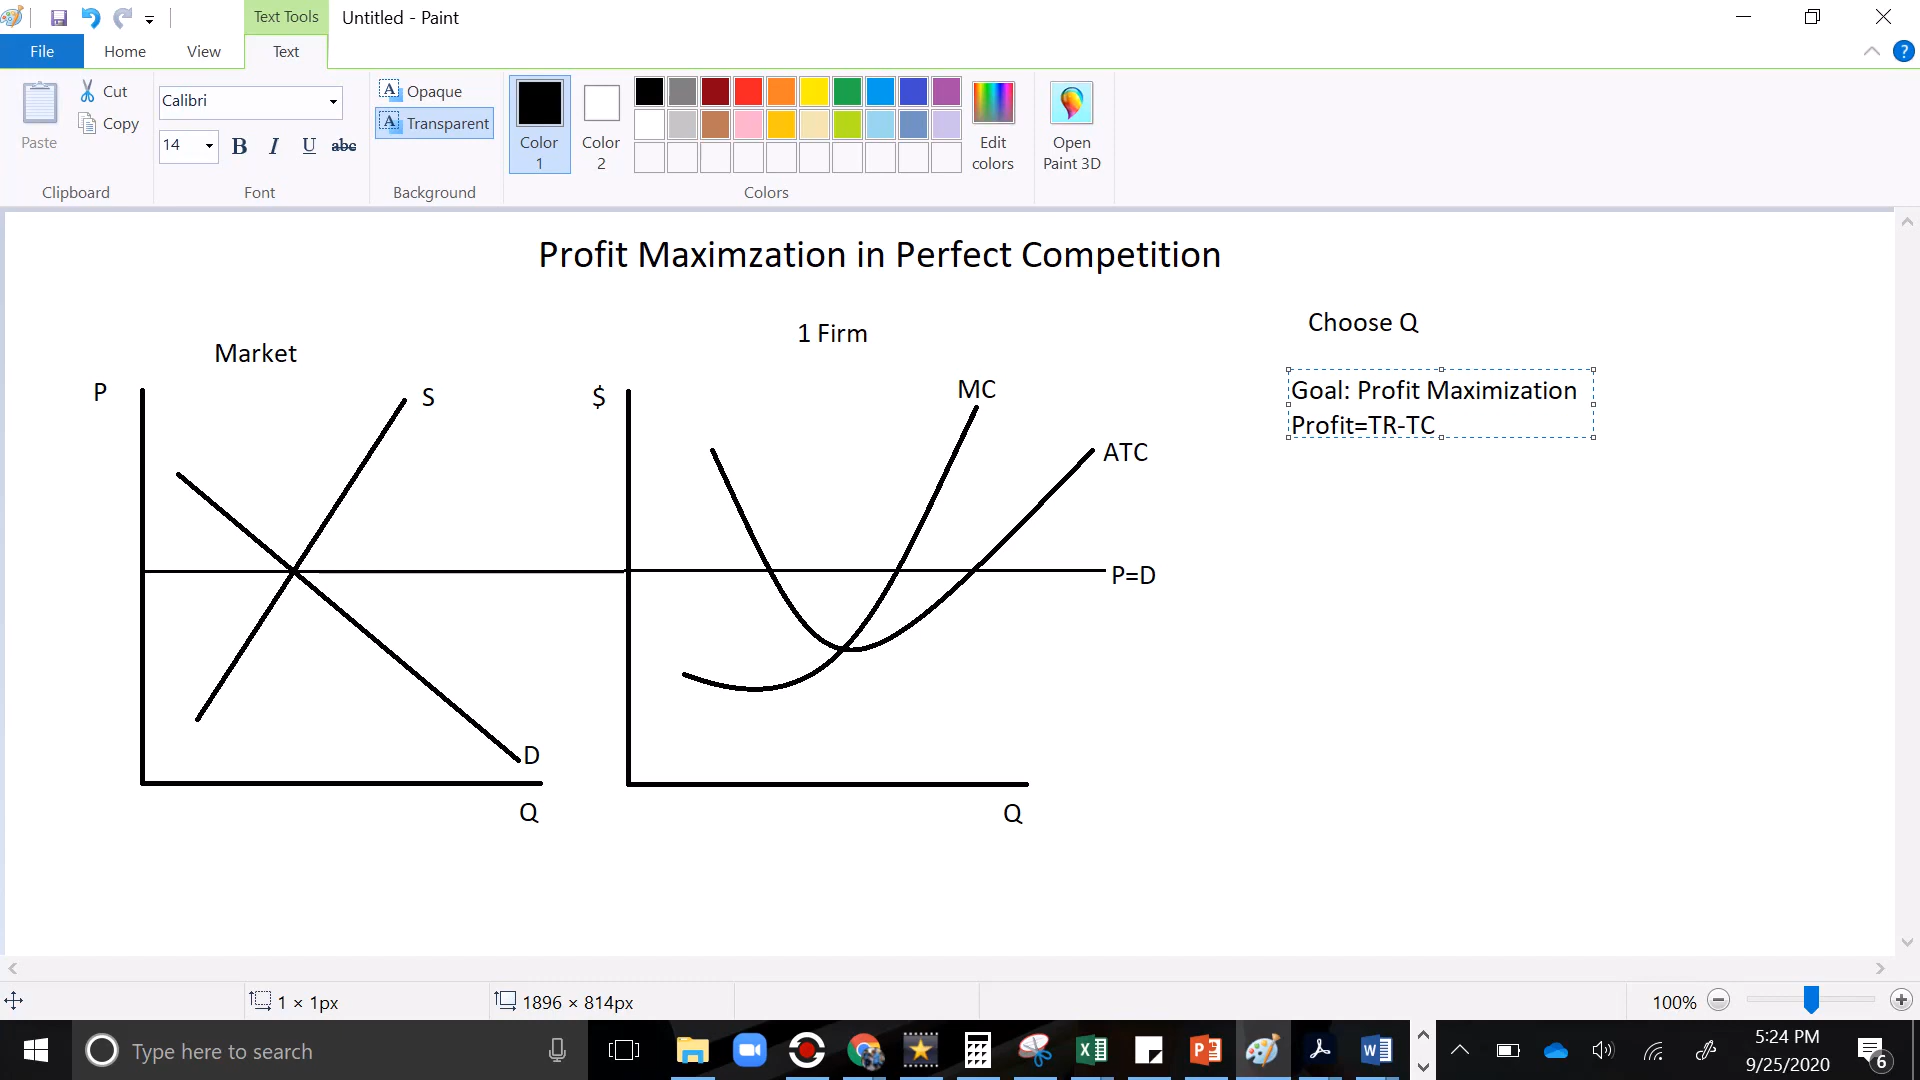 Text Tools
Untitled - Paint
File
Home
View
Text
Paste
Cut
Copy
Clipboard
Calibri
14
B
I
U
abc
Font
Opaque
Transparent
Background
Color
1
Color
2
Colors
Edit
colors
Open
Paint 3D
Profit Maximzation in Perfect Competition
Market
1 Firm
Choose Q
Goal: Profit Maximization
Profit=TR-TC
P
S
D
Q
$
MC
ATC
P=D
Q
1 × 1px
1896 × 814px
100%
Type here to search
5:24 PM
9/25/2020
6